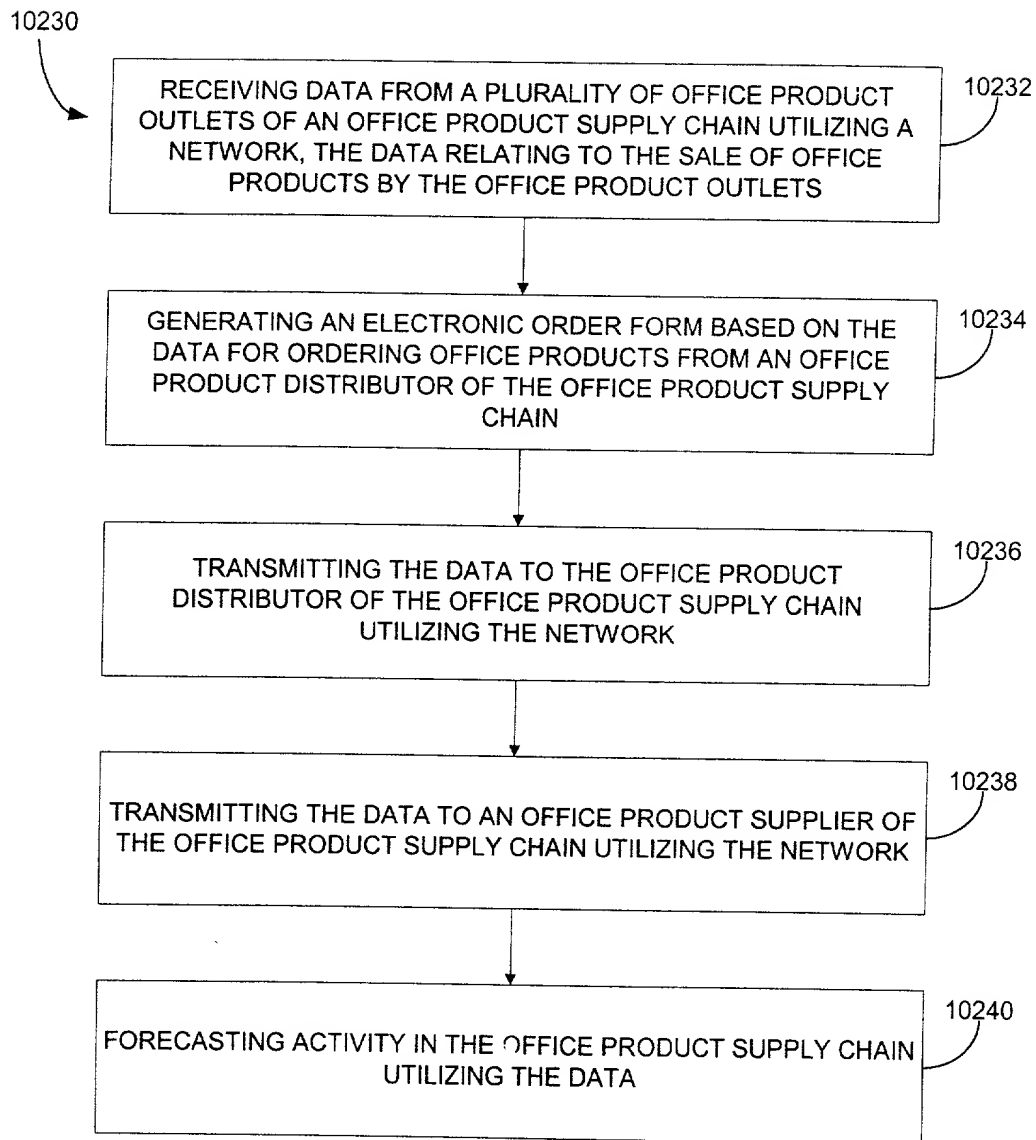 10230
RECEIVING DATA FROM A PLURALITY OF OFFICE PRODUCT
OUTLETS OF AN OFFICE PRODUCT SUPPLY CHAIN UTILIZING A
NETWORK, THE DATA RELATING TO THE SALE OF OFFICE
PRODUCTS BY THE OFFICE PRODUCT OUTLETS
10232
GENERATING AN ELECTRONIC ORDER FORM BASED ON THE
DATA FOR ORDERING OFFICE PRODUCTS FROM AN OFFICE
PRODUCT DISTRIBUTOR OF THE OFFICE PRODUCT SUPPLY
CHAIN
10234
TRANSMITTING THE DATA TO THE OFFICE PRODUCT
DISTRIBUTOR OF THE OFFICE PRODUCT SUPPLY CHAIN
UTILIZING THE NETWORK
10236
TRANSMITTING THE DATA TO AN OFFICE PRODUCT SUPPLIER OF
THE OFFICE PRODUCT SUPPLY CHAIN UTILIZING THE NETWORK
10238
FORECASTING ACTIVITY IN THE OFFICE PRODUCT SUPPLY CHAIN
UTILIZING THE DATA
10240